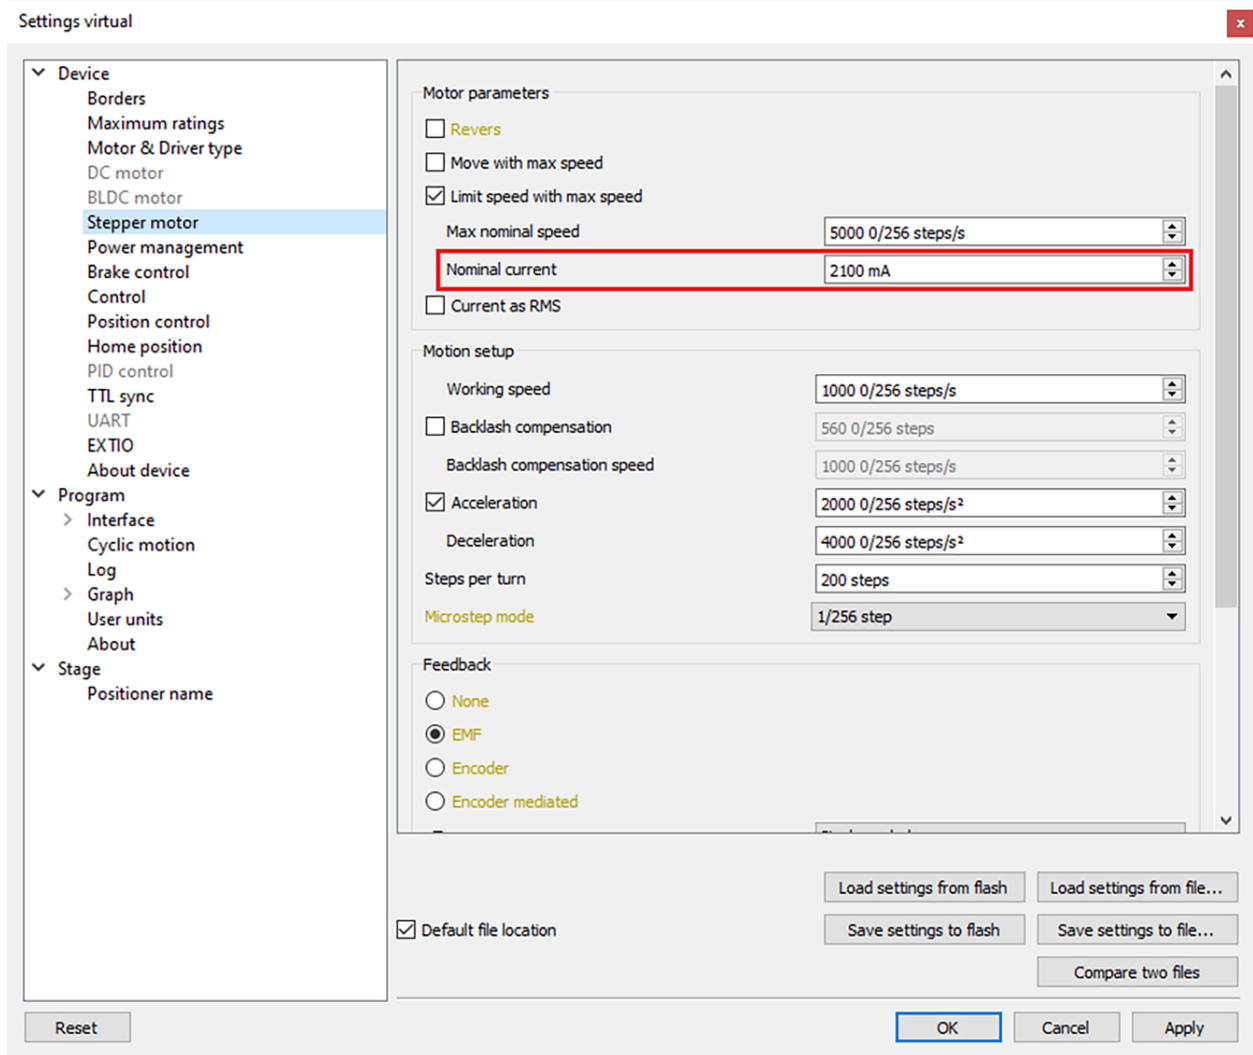 Settings virtual
x
Device
Borders
Maximum ratings
Motor & Driver type
DC motor
BLDC motor
Stepper motor
Power management
Brake control
Control
Position control
Home position
PID control
TTL sync
UART
EXTIO
About device
Program
Interface
Cyclic motion
Log
Graph
User units
About
Stage
Positioner name
Motor parameters
Revers
Move with max speed
Limit speed with max speed
Max nominal speed 5000 0/256 steps/s
Nominal current 2100 mA
Current as RMS
Motion setup
Working speed 1000 0/256 steps/s
Backlash compensation 560 0/256 steps
Backlash compensation speed 1000 0/256 steps/s
Acceleration 2000 0/256 steps/s²
Deceleration 4000 0/256 steps/s²
Steps per turn 200 steps
Microstep mode 1/256 step
Feedback
None
EMF
Encoder
Encoder mediated
Load settings from flash Load settings from file...
Default file location Save settings to flash Save settings to file...
Compare two files
Reset OK Cancel Apply